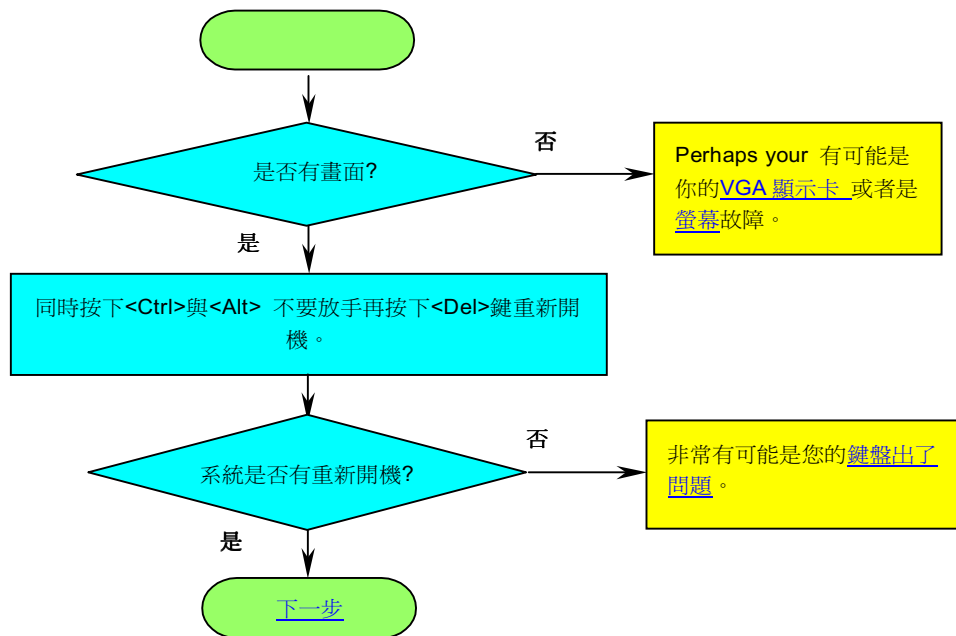 是否有畫面?
否
Perhaps your 有可能是
你的VGA 顯示卡 或者是
螢幕故障。
是
同時按下<Ctrl>與<Alt> 不要放手再按下<Del>鍵重新開
機。
系統是否有重新開機?
否
非常有可能是您的鍵盤出了
問題。
是
下一步